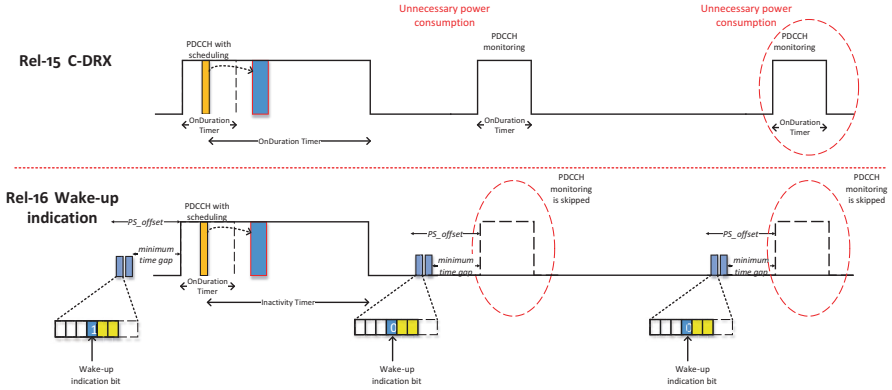 Unnecessary power
consumption
Unnecessary power
consumption
Rel-15 C-DRX
PDCCH with
scheduling
PDCCH
monitoring
PDCCH
monitoring
OnDuration
Timer
OnDuration
Timer
OnDuration
Timer
OnDuration Timer
Rel-16 Wake-up
indication
PDCCH with
scheduling
PDCCH
monitoring
is skipped
PDCCH
monitoring
is skipped
PS_offset
PS_offset
PS_offset
minimum
time gap
minimum
time gap
minimum
time gap
OnDuration
Timer
Inactivity Timer
1
0
0
Wake-up
indication bit
Wake-up
indication bit
Wake-up
indication bit